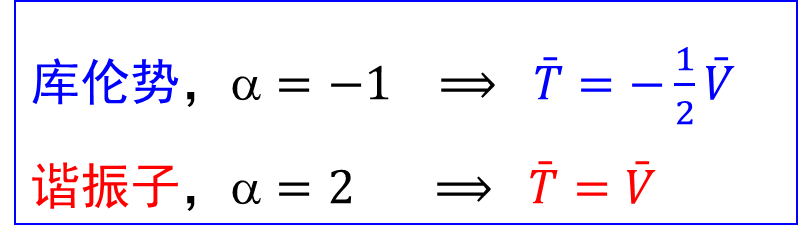 库伦势，α = −1 ⟹ T̄ = −½V̄
谐振子，α = 2 ⟹ T̄ = V̄